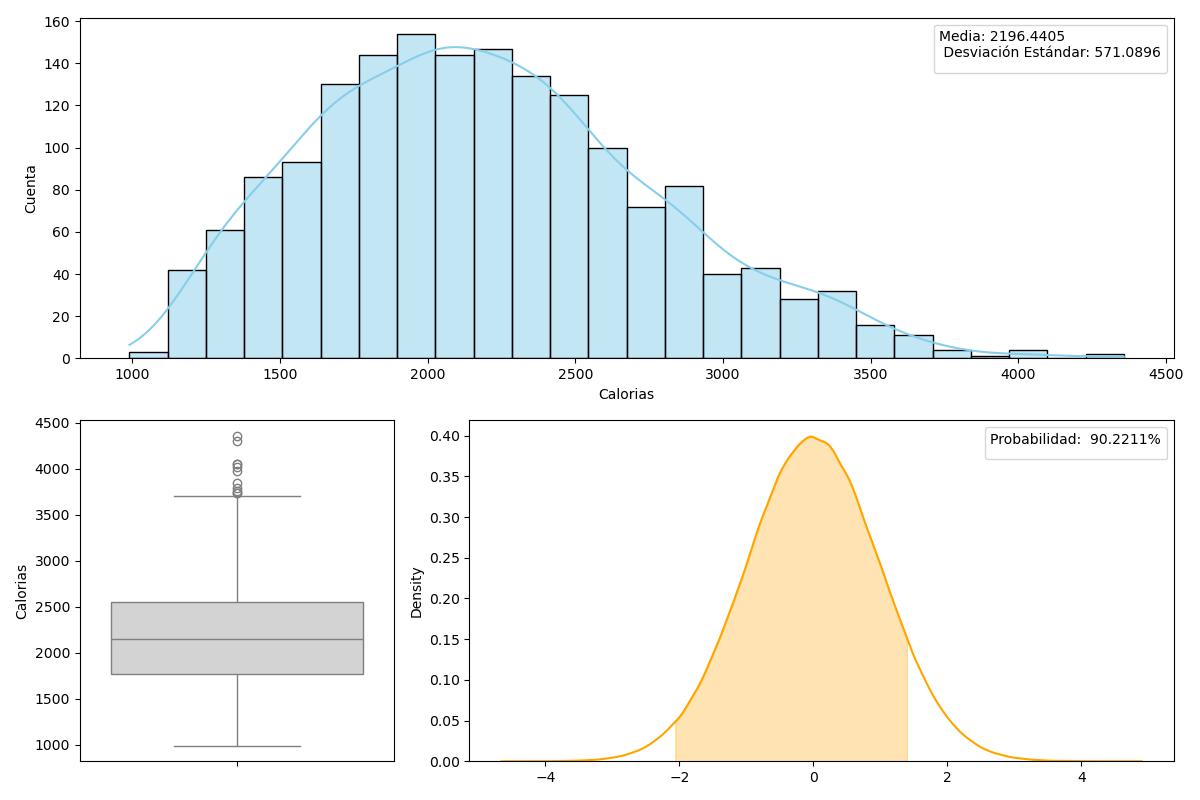 160
140
120
100
80
60
40
20
0
Cuenta
Media: 2196.4405
Desviación Estándar: 571.0896
1000 1500 2000 2500 3000 3500 4000 4500
Calorias
4500
4000
3500
3000
2500
2000
1500
1000
Calorias
0.40
0.35
0.30
0.25
0.20
0.15
0.10
0.05
0.00
Density
Probabilidad: 90.2211%
−4 −2 0 2 4